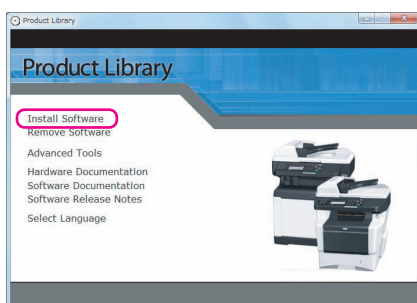 Product Library
Product Library
Install Software
Remove Software
Advanced Tools
Hardware Documentation
Software Documentation
Software Release Notes
Select Language